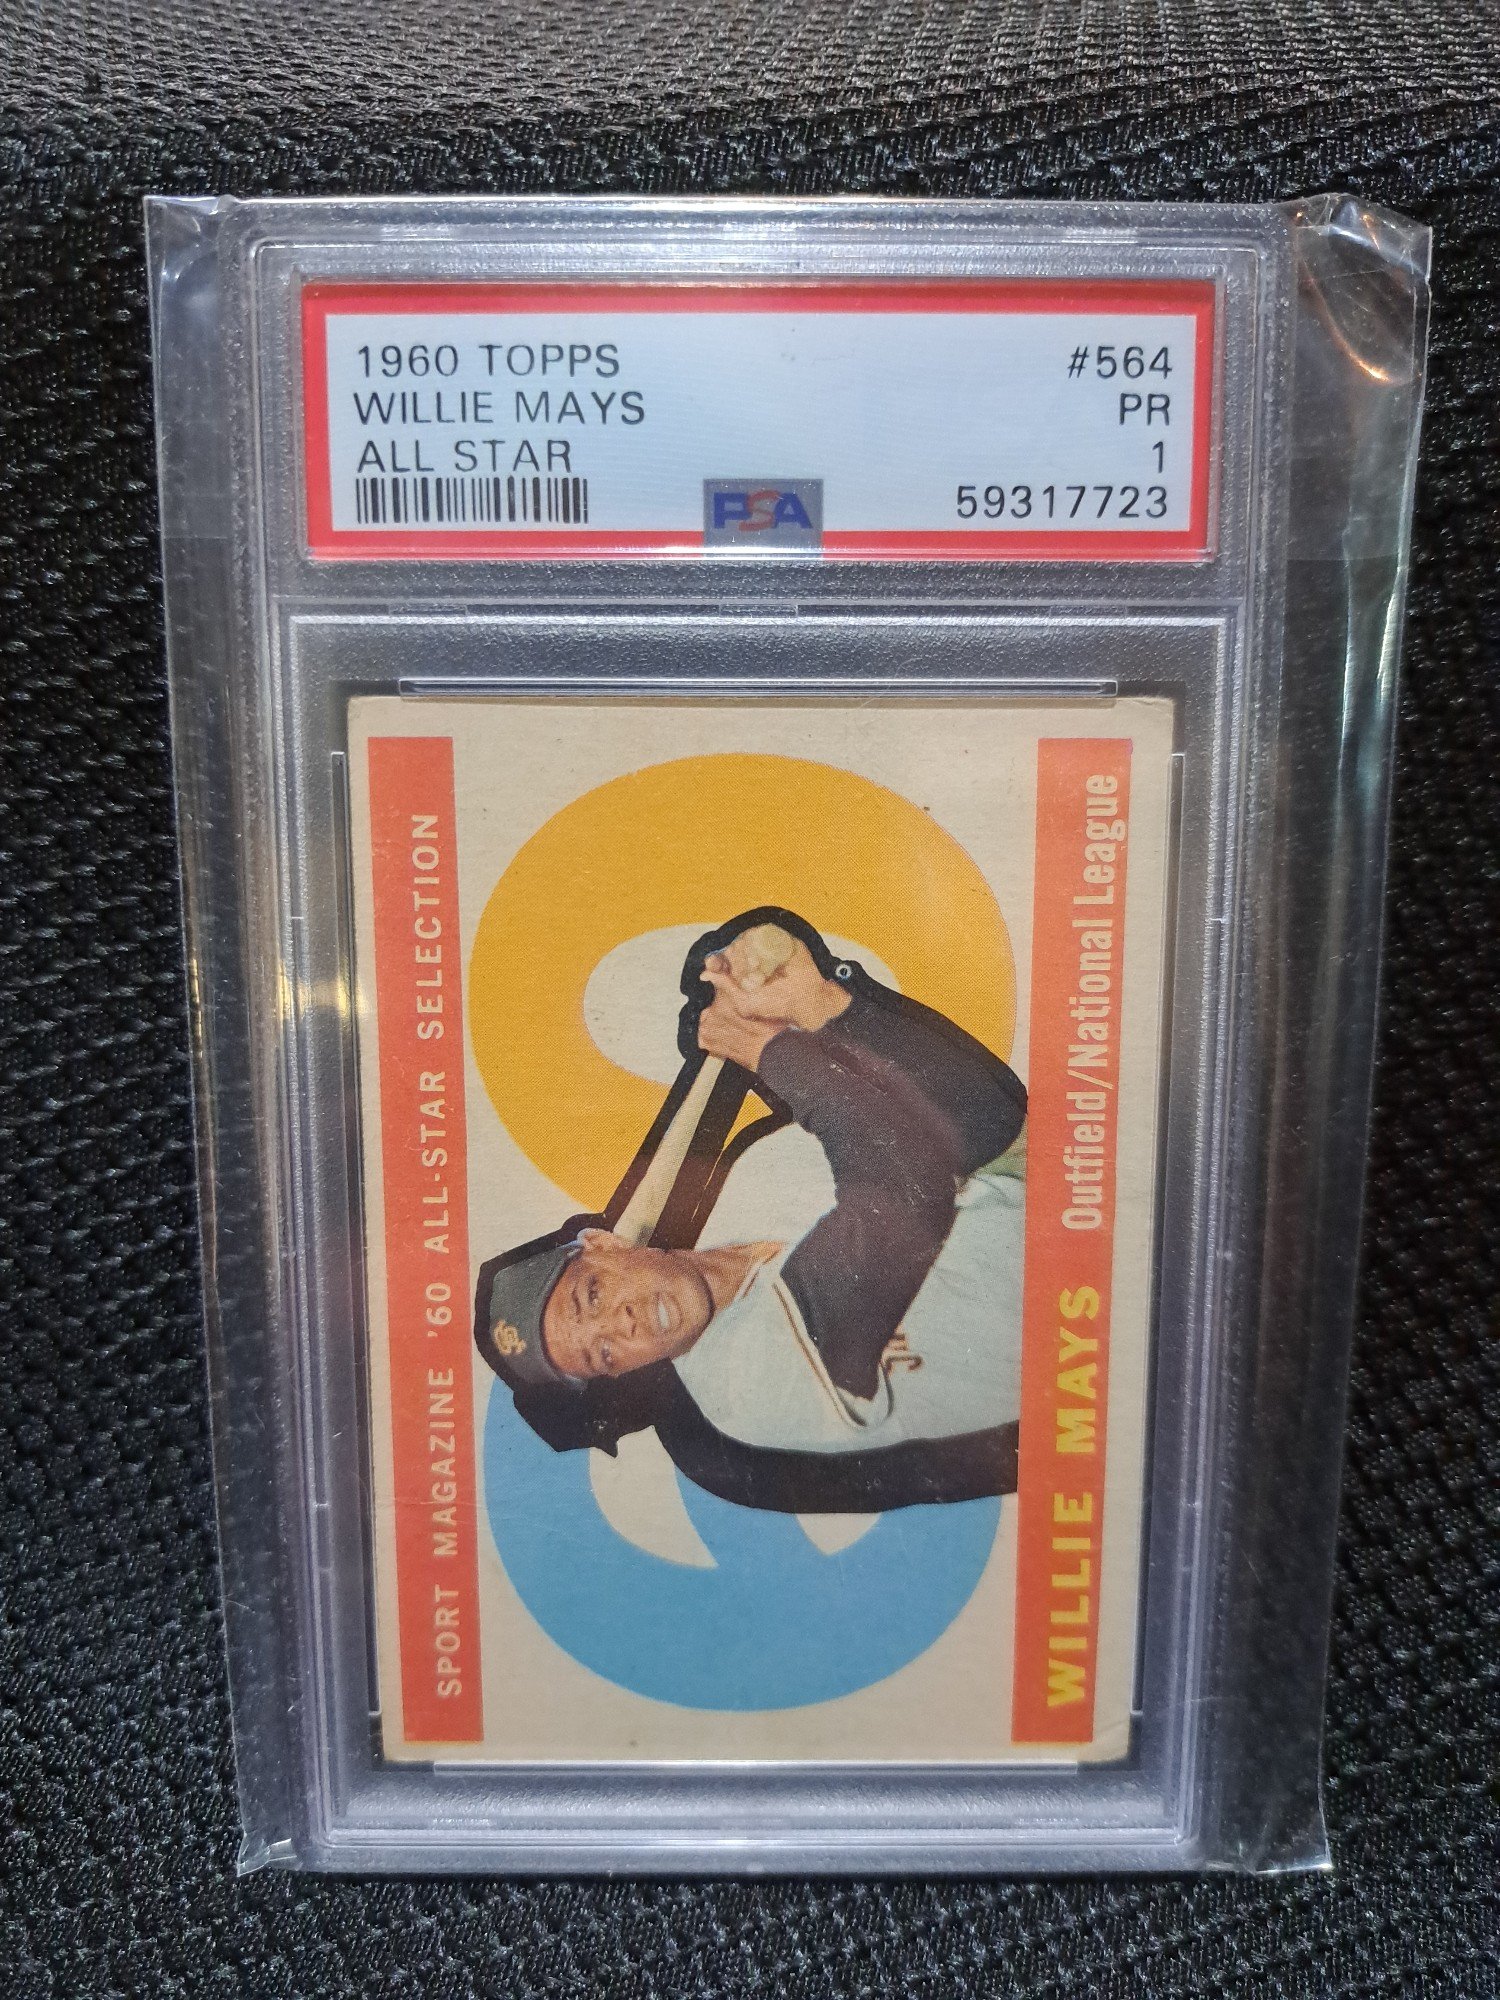 1960 TOPPS #564
WILLIE MAYS PR
ALL STAR 1
PSA 59317723
SPORT MAGAZINE '60 ALL-STAR SELECTION
SF
WILLIE MAYS Outfield/National League